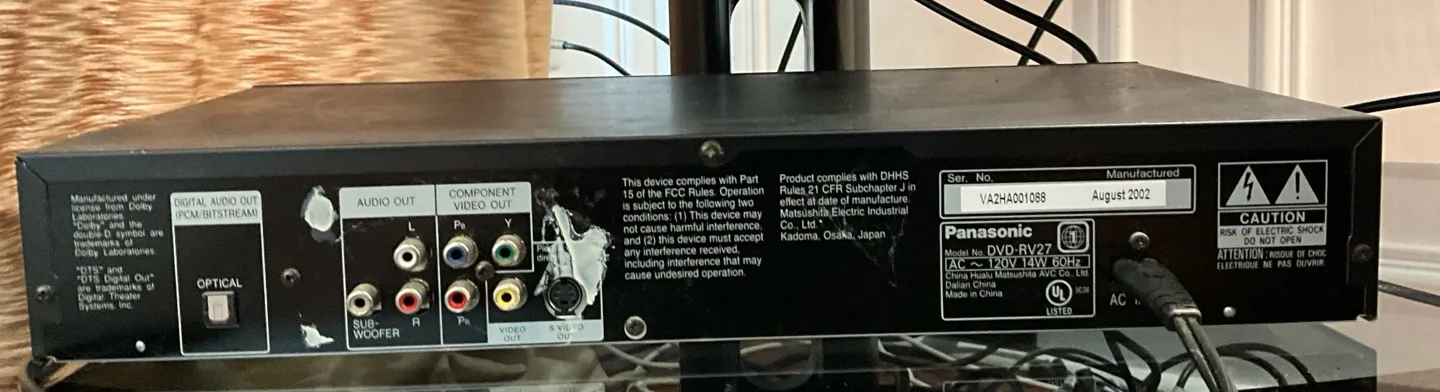 Manufactured under
license from Dolby
Laboratories.
"Dolby" and the
double-D symbol are
trademarks of
Dolby Laboratories.
"DTS" and
"DTS Digital Out"
are trademarks of
Digital Theater
Systems, Inc.
DIGITAL AUDIO OUT
(PCM/BITSTREAM)
OPTICAL
AUDIO OUT
L
SUB-
WOOFER
R
COMPONENT
VIDEO OUT
PB
Y
PR
VIDEO
OUT
S VIDEO
OUT
This device complies with Part
15 of the FCC Rules. Operation
is subject to the following two
conditions: (1) This device may
not cause harmful interference,
and (2) this device must accept
any interference received,
including interference that may
cause undesired operation.
Product complies with DHHS
Rules 21 CFR Subchapter J in
effect at date of manufacture.
Matsushita Electric Industrial
Co., Ltd.
Kadoma, Osaka, Japan
Ser. No. Manufactured
VA2HA001088 August 2002
Panasonic
Model No. DVD-RV27
AC ~ 120V 14W 60Hz
China Hualu Matsushita AVC Co. Ltd.
Dalian China
Made in China
1
UL
LISTED
AC
CAUTION
RISK OF ELECTRIC SHOCK
DO NOT OPEN
ATTENTION: RISQUE DE CHOC
ELECTRIQUE NE PAS OUVRIR.